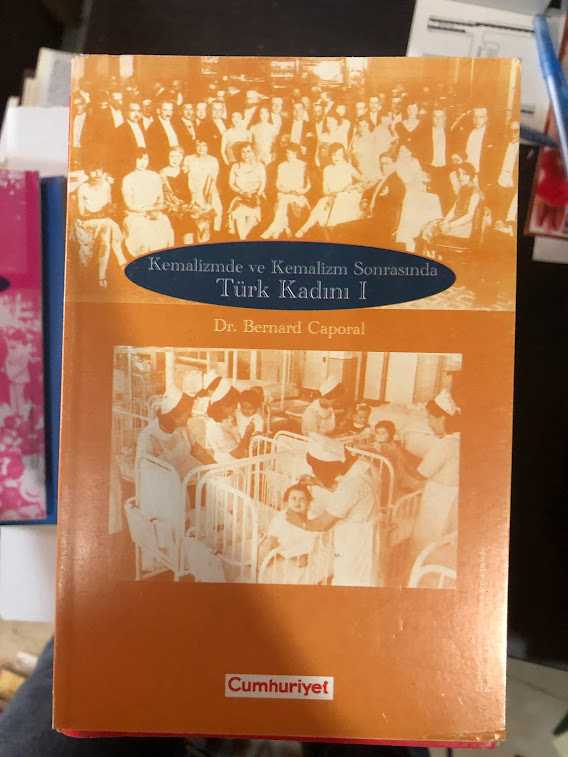 Kemalizmde ve Kemalizm Sonrasında
Türk Kadını I
Dr. Bernard Caporal
Cumhuriyet